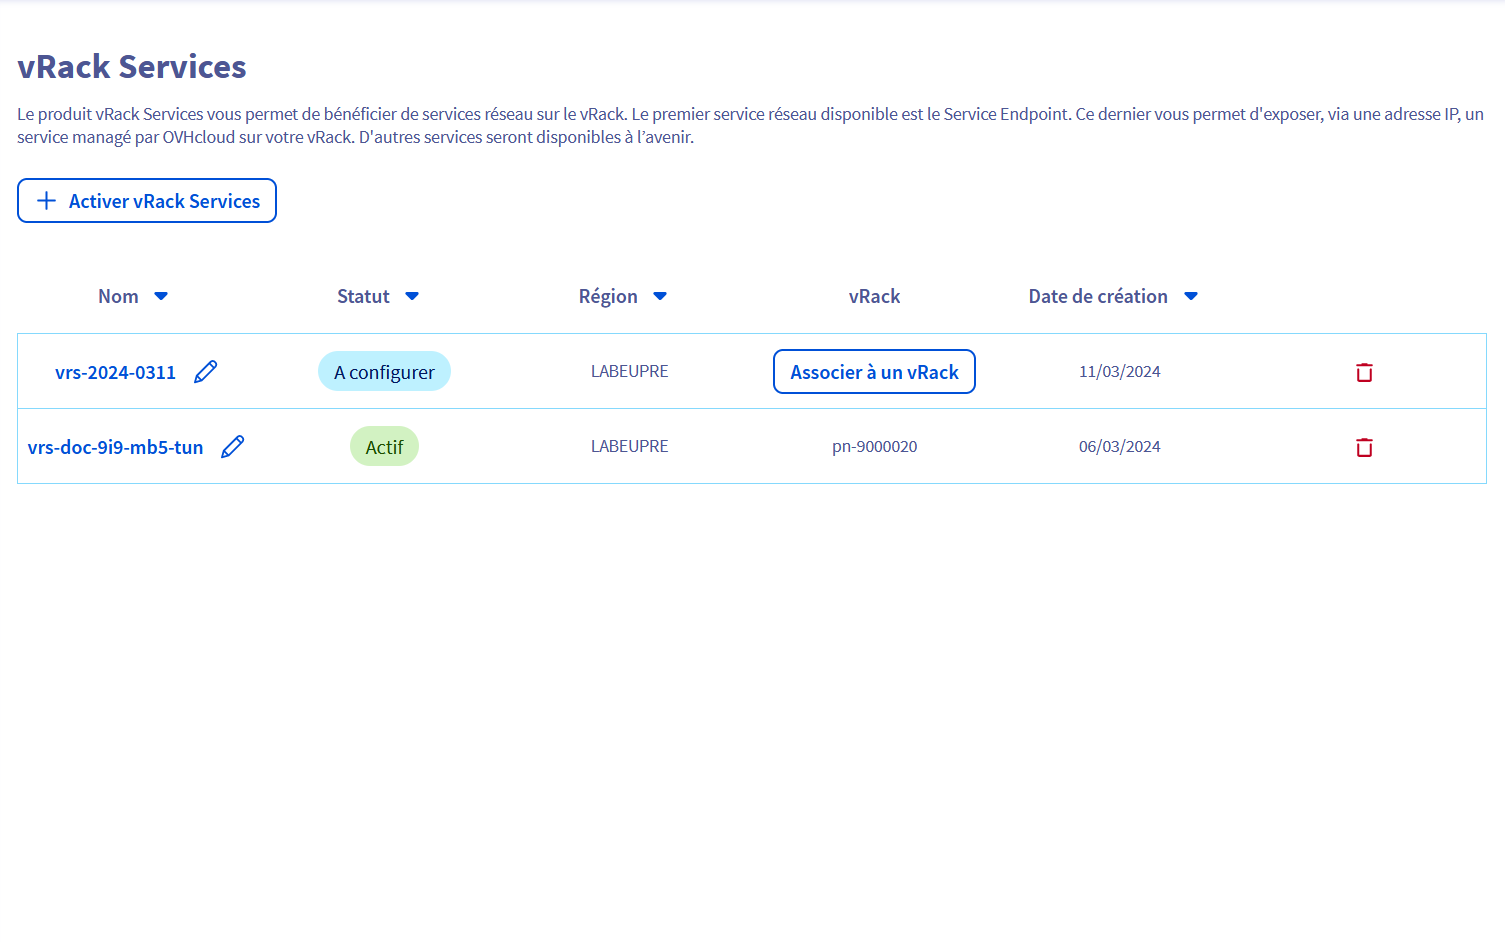 vRack Services
Le produit vRack Services vous permet de bénéficier de services réseau sur le vRack. Le premier service réseau disponible est le Service Endpoint. Ce dernier vous permet d'exposer, via une adresse IP, un
service managé par OVHcloud sur votre vRack. D'autres services seront disponibles à l’avenir.
Activer vRack Services
Nom Statut Région vRack Date de création
vrs-2024-0311 A configurer LABEUPRE Associer à un vRack 11/03/2024
vrs-doc-9i9-mb5-tun Actif LABEUPRE pn-9000020 06/03/2024